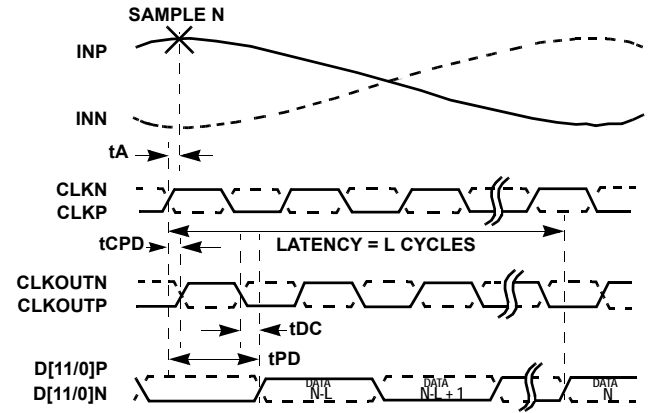 SAMPLE N
INP
INN
tA
CLKN
CLKP
tCPD
LATENCY = L CYCLES
CLKOUTN
CLKOUTP
tDC
tPD
D[11/0]P
D[11/0]N
DATA
N-L
DATA
N-L + 1
DATA
N